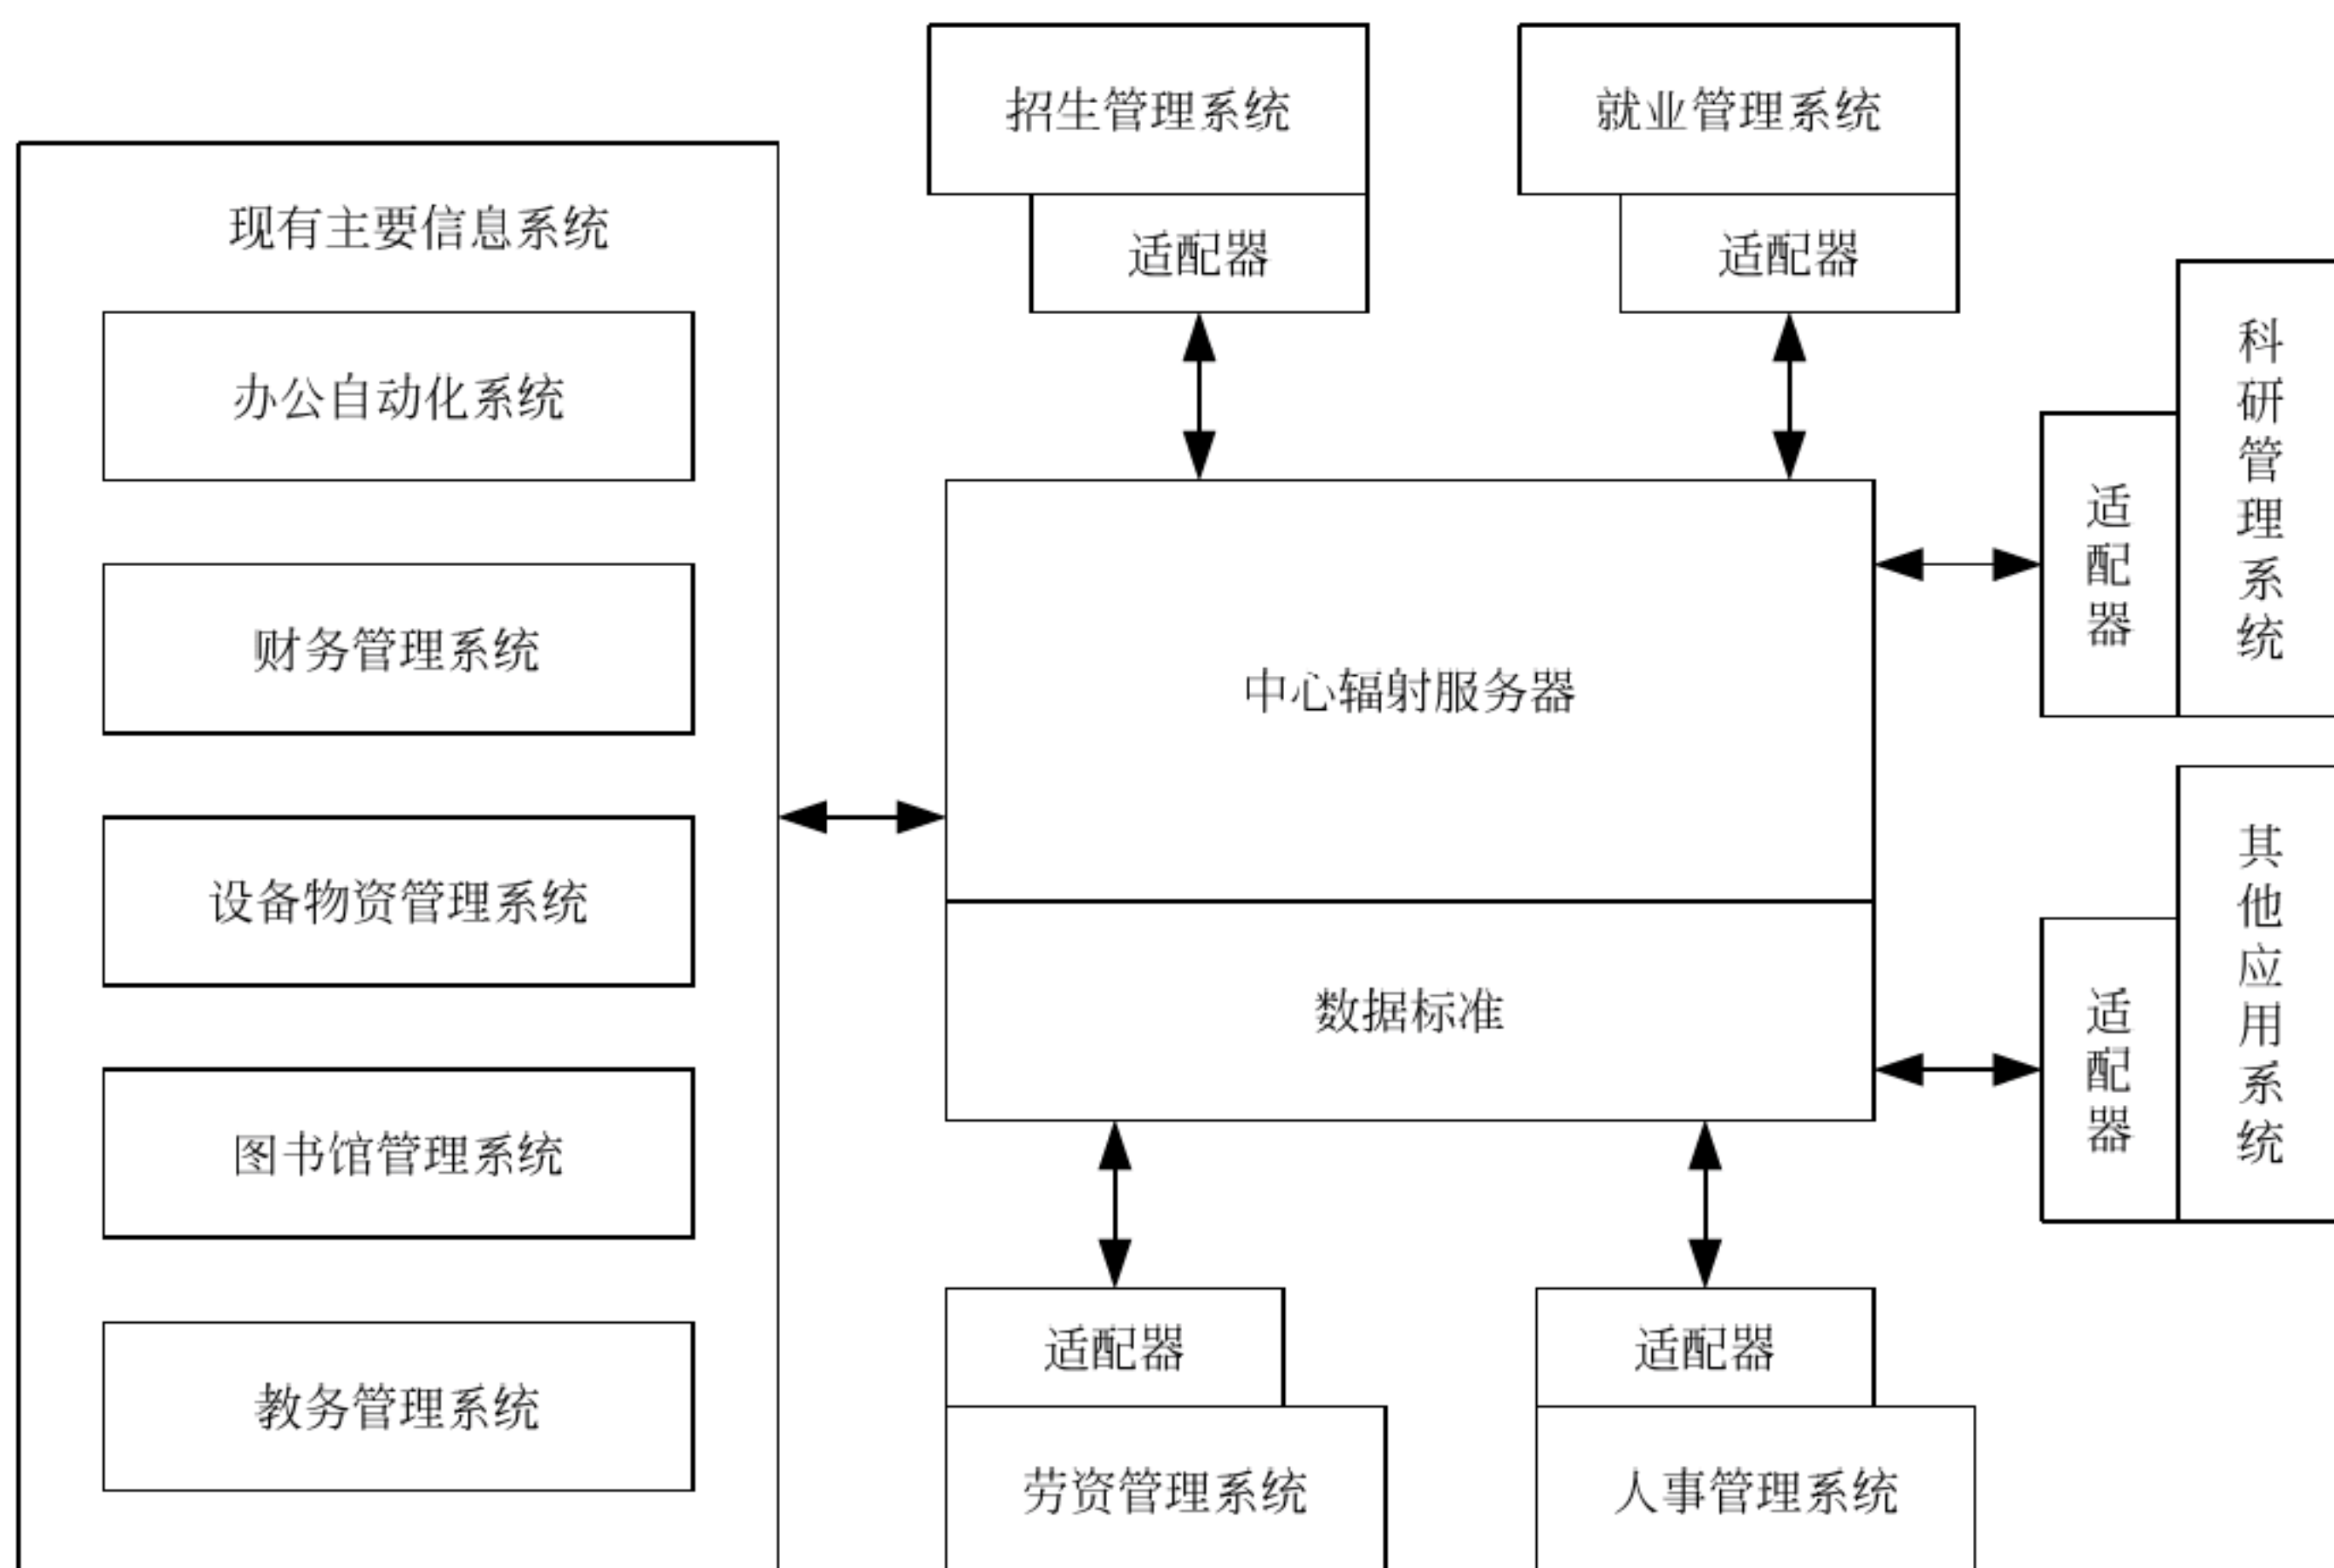 招生管理系统
适配器
就业管理系统
适配器
现有主要信息系统
办公自动化系统
财务管理系统
设备物资管理系统
图书馆管理系统
教务管理系统
中心辐射服务器
数据标准
适配器
科研管理系统
适配器
其他应用系统
适配器
劳资管理系统
适配器
人事管理系统